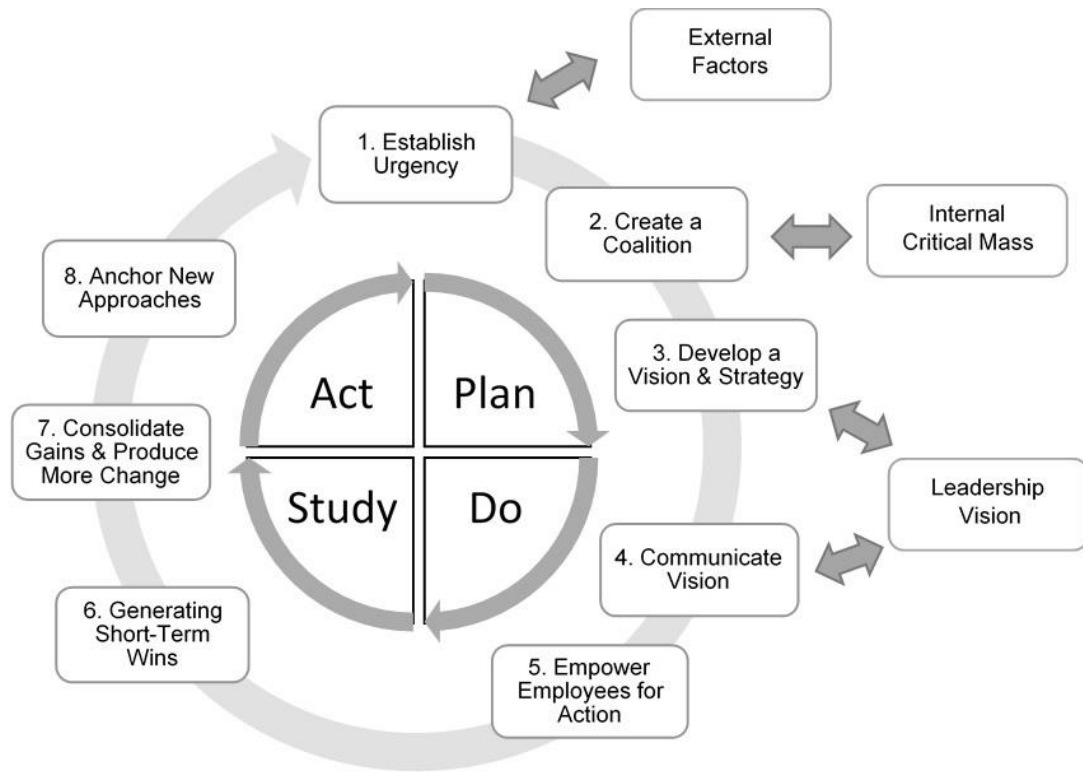 External
Factors
1. Establish
Urgency
2. Create a
Coalition
Internal
Critical Mass
8. Anchor New
Approaches
3. Develop a
Vision & Strategy
Act
Plan
7. Consolidate
Gains & Produce
More Change
Study
Do
Leadership
Vision
4. Communicate
Vision
6. Generating
Short-Term
Wins
5. Empower
Employees for
Action